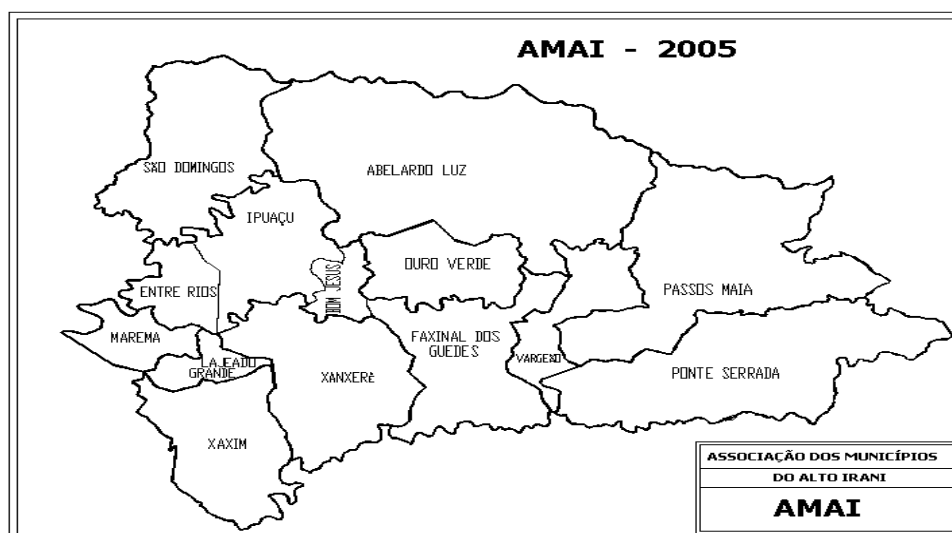 AMAI - 2005
SÃO DOMINGOS
ABELARDO LUZ
IPUAÇU
OURO VERDE
BOM JESUS
ENTRE RIOS
PASSOS MAIA
MAREMA
FAXINAL DOS
GUEDES
VARGEÃO
LAJEADO
GRANDE
XANXERÊ
PONTE SERRADA
XAXIM
ASSOCIAÇÃO DOS MUNICÍPIOS
DO ALTO IRANI
AMAI